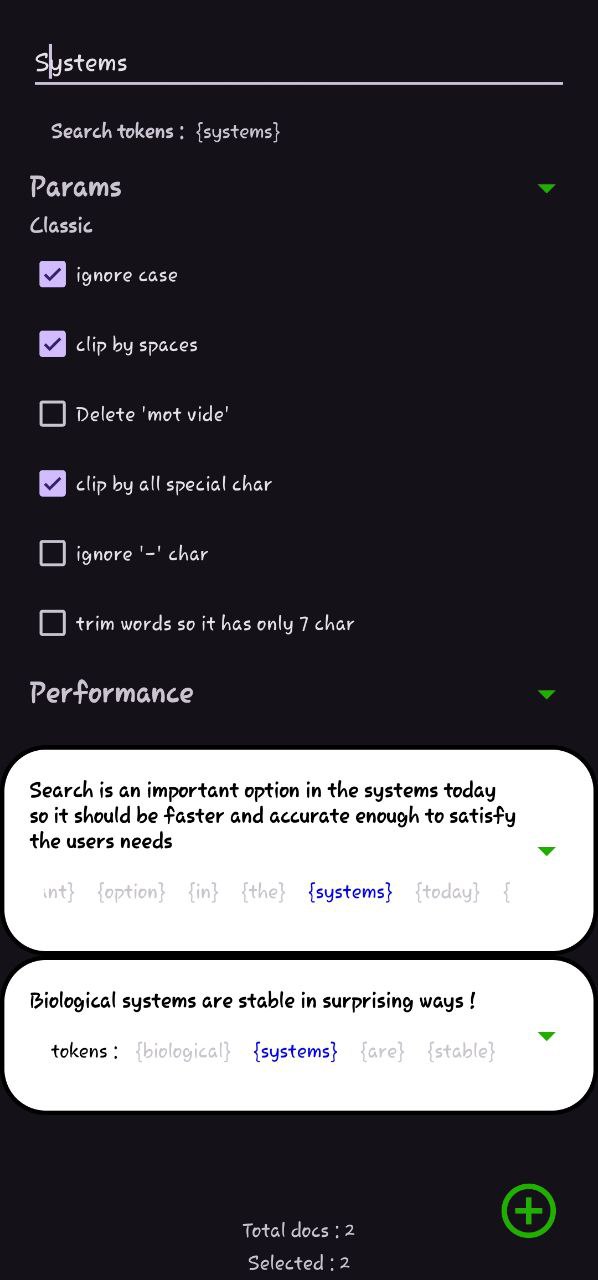 Systems
Search tokens : {systems}
Params
Classic
ignore case
clip by spaces
Delete 'mot vide'
clip by all special char
ignore '-' char
trim words so it has only 7 char
Performance
Search is an important option in the systems today
so it should be faster and accurate enough to satisfy
the users needs
nt} {option} {in} {the} {systems} {today} {
Biological systems are stable in surprising ways !
tokens : {biological} {systems} {are} {stable}
Total docs : 2
Selected : 2